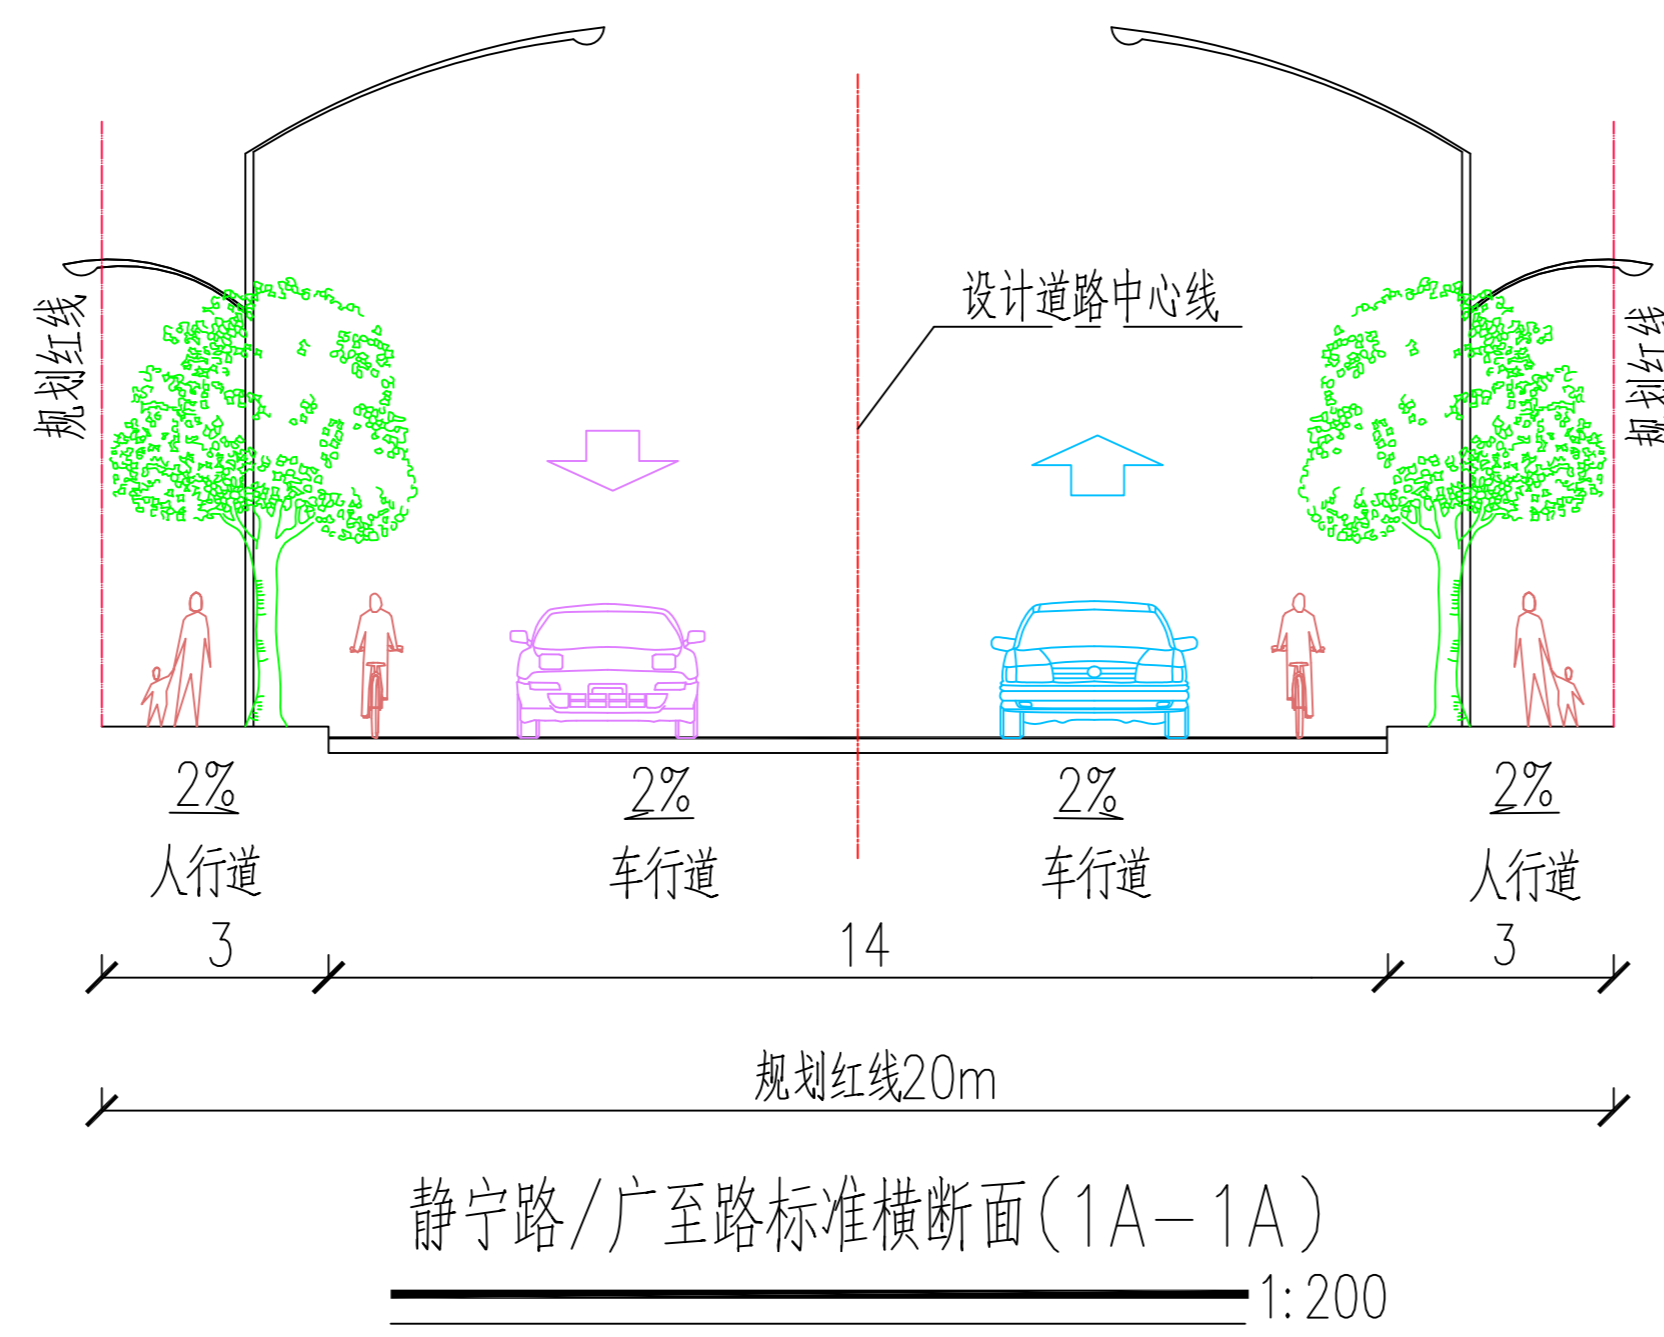 设计道路中心线
规划红线
规划红线
2%
2%
2%
2%
人行道
车行道
车行道
人行道
3
14
3
规划红线20m
静宁路/广至路标准横断面(1A-1A)
1:200